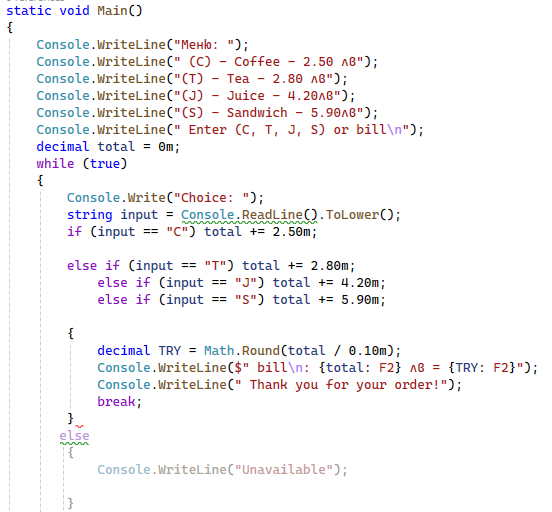 static void Main()
{
Console.WriteLine("Меню: ");
Console.WriteLine(" (C) – Coffee – 2.50 лв");
Console.WriteLine("(T) – Tea – 2.80 лв");
Console.WriteLine("(J) – Juice – 4.20лв");
Console.WriteLine("(S) – Sandwich – 5.90лв");
Console.WriteLine(" Enter (C, T, J, S) or bill\n");
decimal total = 0m;
while (true)
{
Console.Write("Choice: ");
string input = Console.ReadLine().ToLower();
if (input == "C") total += 2.50m;
else if (input == "T") total += 2.80m;
else if (input == "J") total += 4.20m;
else if (input == "S") total += 5.90m;
{
decimal TRY = Math.Round(total / 0.10m);
Console.WriteLine($" bill\n: {total: F2} лв = {TRY: F2}");
Console.WriteLine(" Thank you for your order!");
break;
}
else
{
Console.WriteLine("Unavailable");
}